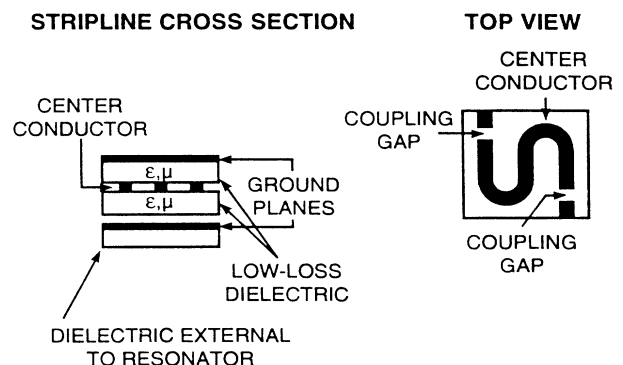 STRIPLINE CROSS SECTION
TOP VIEW
CENTER
CONDUCTOR
ε,μ
ε,μ
GROUND
PLANES
LOW-LOSS
DIELECTRIC
DIELECTRIC EXTERNAL
TO RESONATOR
CENTER
CONDUCTOR
COUPLING
GAP
COUPLING
GAP